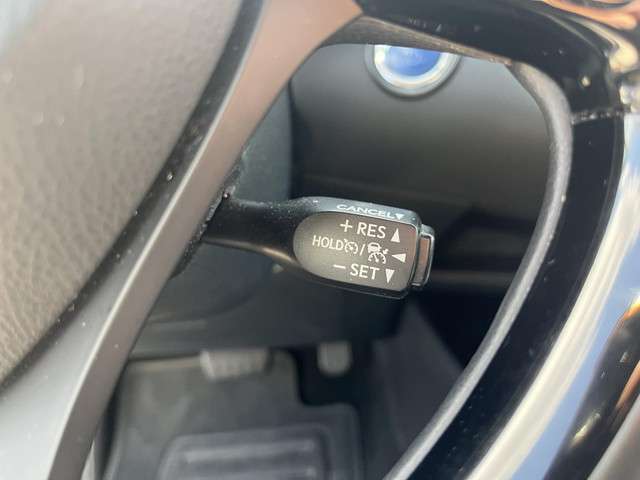 CANCEL▼
+ RES ▲
HOLD / ◀
− SET ▼